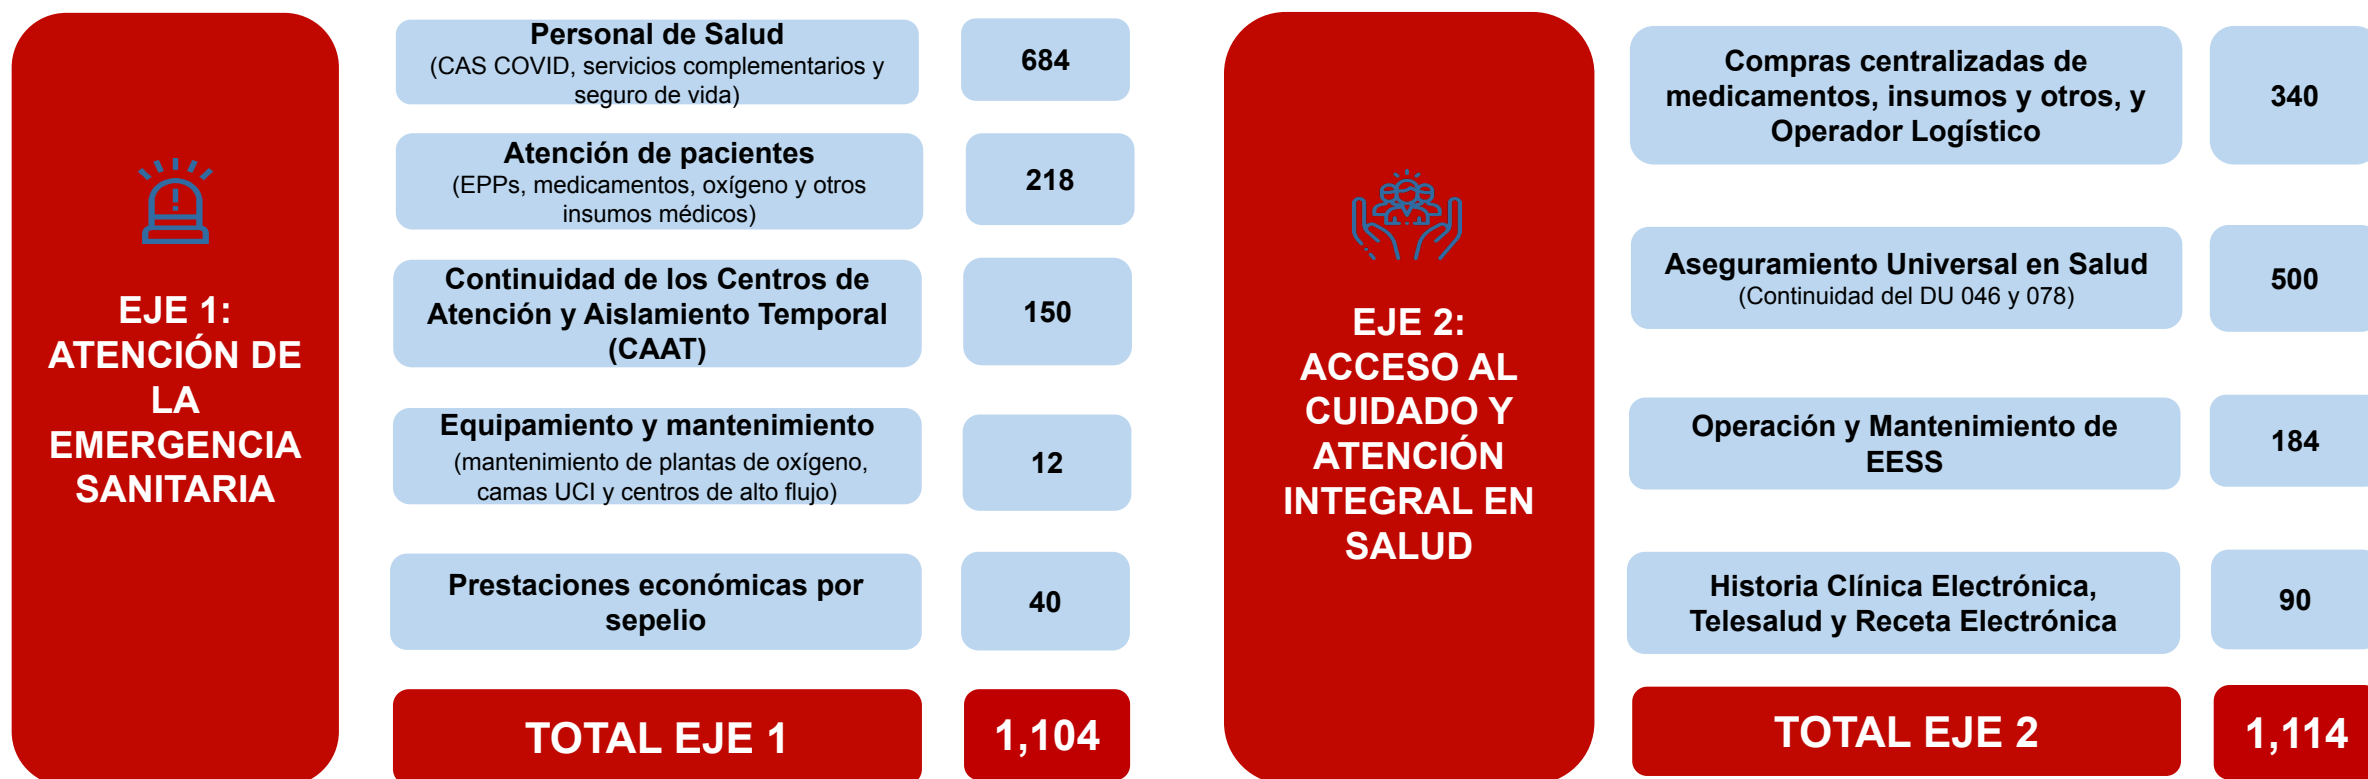 EJE 1:
ATENCIÓN DE
LA
EMERGENCIA
SANITARIA
Personal de Salud
(CAS COVID, servicios complementarios y
seguro de vida)
684
Atención de pacientes
(EPPs, medicamentos, oxígeno y otros
insumos médicos)
218
Continuidad de los Centros de
Atención y Aislamiento Temporal
(CAAT)
150
Equipamiento y mantenimiento
(mantenimiento de plantas de oxígeno,
camas UCI y centros de alto flujo)
12
Prestaciones económicas por
sepelio
40
TOTAL EJE 1
1,104
EJE 2:
ACCESO AL
CUIDADO Y
ATENCIÓN
INTEGRAL EN
SALUD
Compras centralizadas de
medicamentos, insumos y otros, y
Operador Logístico
340
Aseguramiento Universal en Salud
(Continuidad del DU 046 y 078)
500
Operación y Mantenimiento de
EESS
184
Historia Clínica Electrónica,
Telesalud y Receta Electrónica
90
TOTAL EJE 2
1,114